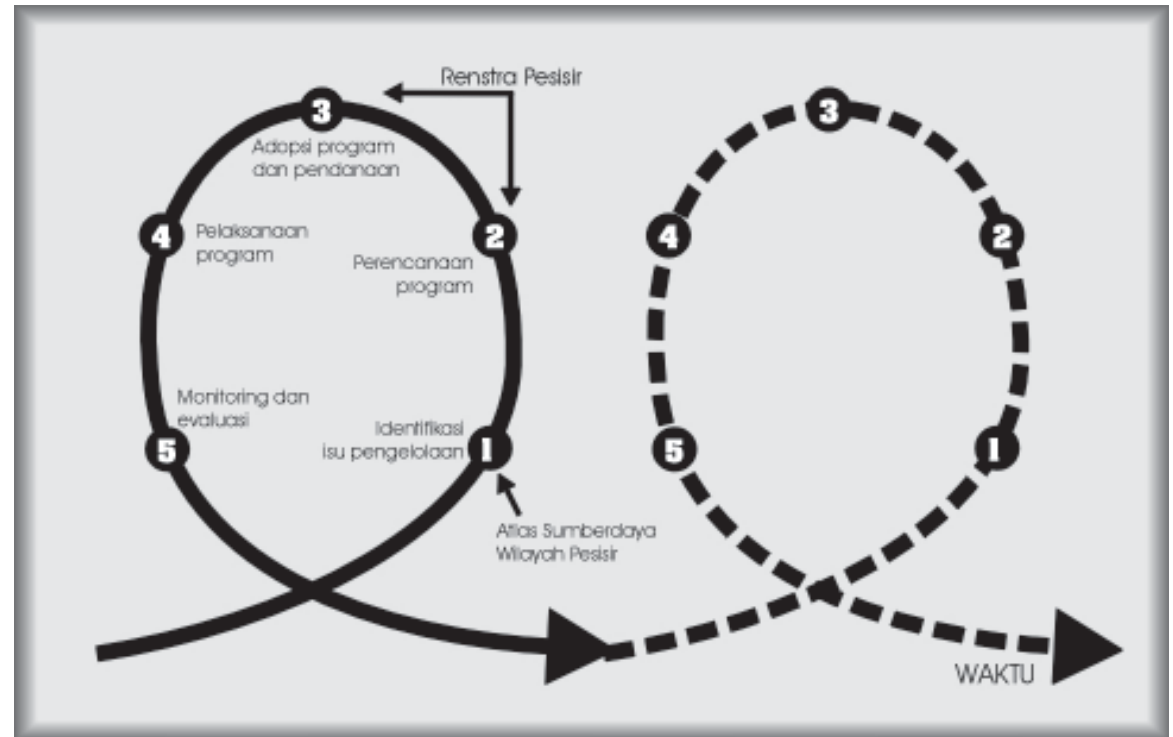 Renstra Pesisir
3
Adopsi program
dan pendanaan
4
Pelaksanaan
program
2
Perencanaan
program
Monitoring dan
evaluasi
5
Identifikasi
isu pengelolaan
1
Atlas Sumberdaya
Wilayah Pesisir
3
4
2
5
1
WAKTU